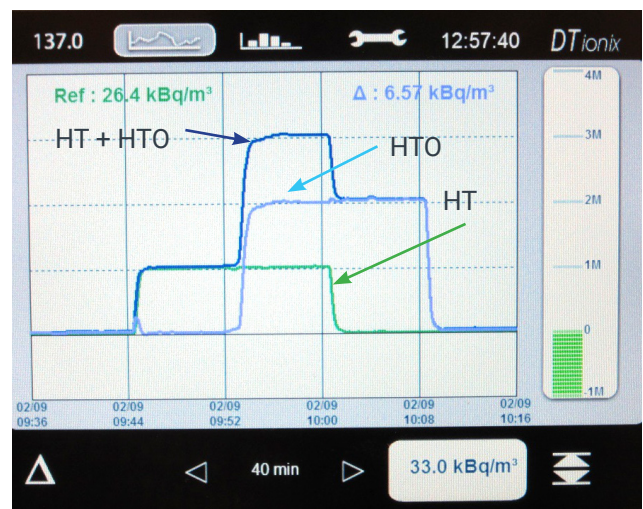 137.0
12:57:40
DTionix
Ref : 26.4 kBq/m³
Δ : 6.57 kBq/m³
HT + HTO
HTO
HT
4M
3M
2M
1M
0
-1M
02/09 02/09 02/09 02/09 02/09 02/09
09:36 09:44 09:52 10:00 10:08 10:16
Δ
40 min
33.0 kBq/m³